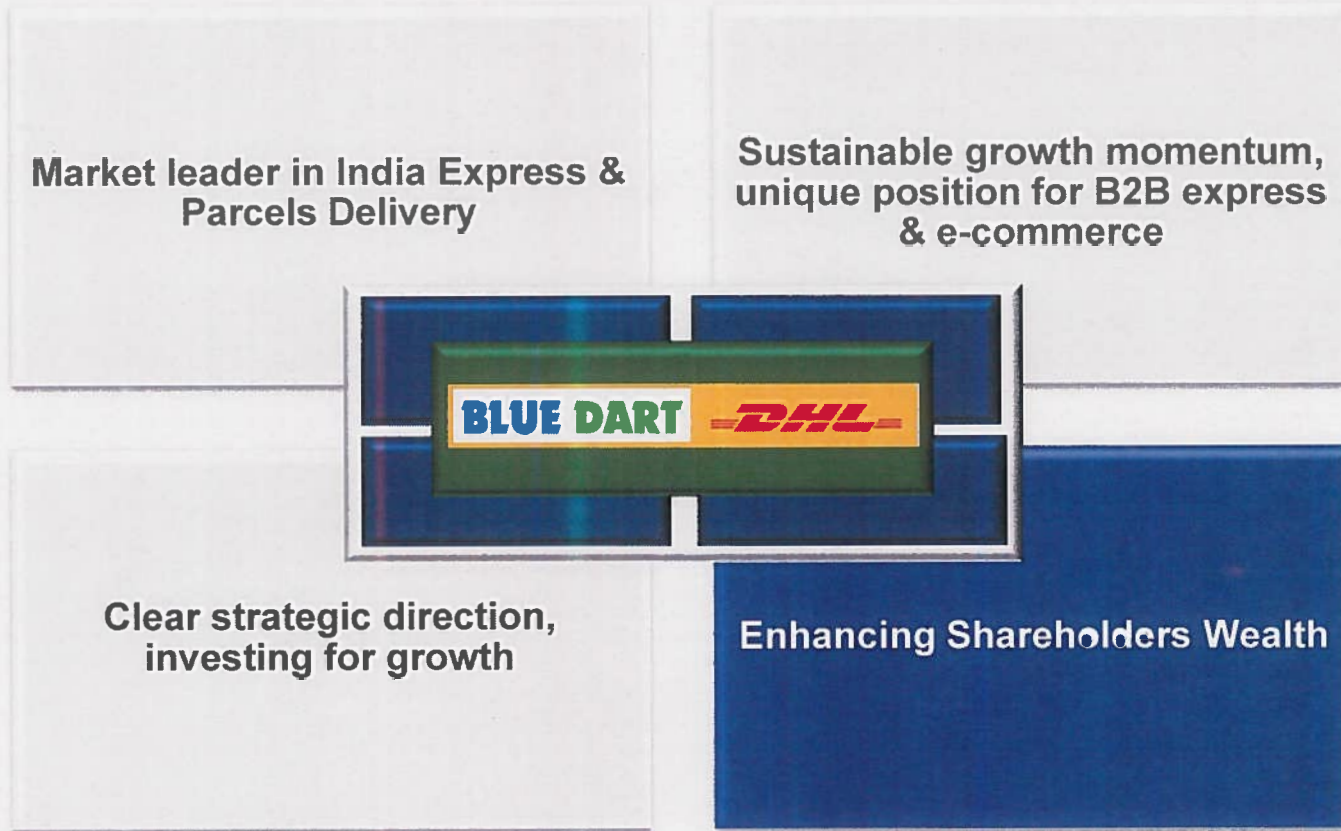 Market leader in India Express &
Parcels Delivery
Sustainable growth momentum,
unique position for B2B express
& e-commerce
BLUE DART DHL
Clear strategic direction,
investing for growth
Enhancing Shareholders Wealth